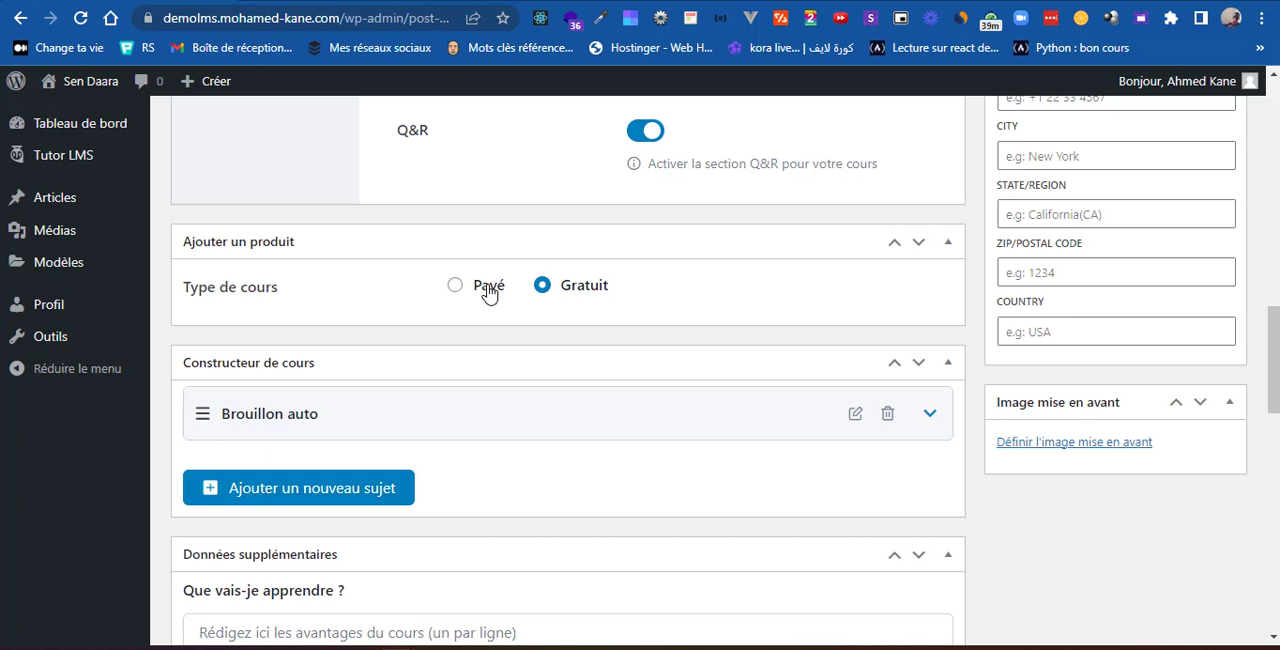 demolms.mohamed-kane.com/wp-admin/post-...
36
39m
Change ta vie
RS
Boîte de réception...
Mes réseaux sociaux
Mots clés référence...
Hostinger - Web H...
kora live... | كورة لايف
Lecture sur react de...
Python : bon cours
»
Sen Daara
0
Créer
Bonjour, Ahmed Kane
Tableau de bord
Tutor LMS
Articles
Médias
Modèles
Profil
Outils
Réduire le menu
Q&R
Activer la section Q&R pour votre cours
Ajouter un produit
Type de cours
Payé
Gratuit
Constructeur de cours
Brouillon auto
Ajouter un nouveau sujet
Données supplémentaires
Que vais-je apprendre ?
Rédigez ici les avantages du cours (un par ligne)
e.g: +1 22 33 4567
CITY
e.g: New York
STATE/REGION
e.g: California(CA)
ZIP/POSTAL CODE
e.g: 1234
COUNTRY
e.g: USA
Image mise en avant
Définir l'image mise en avant